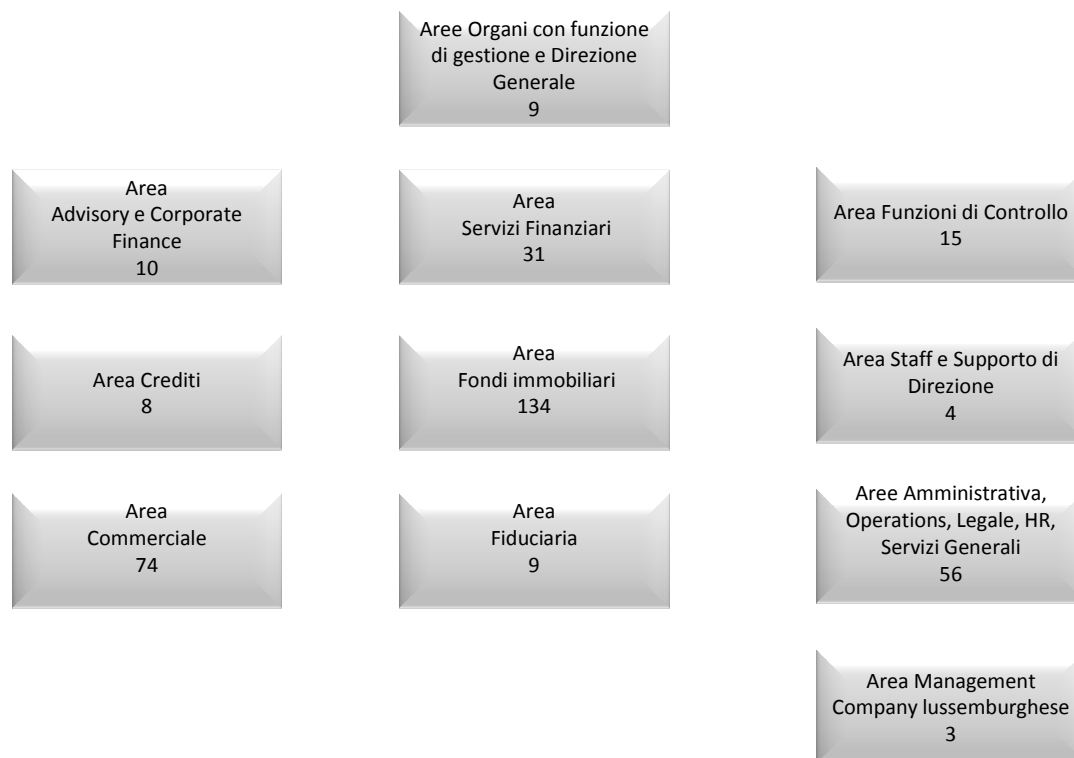 Aree Organi con funzione
di gestione e Direzione
Generale
9
Area
Advisory e Corporate
Finance
10
Area
Servizi Finanziari
31
Area Funzioni di Controllo
15
Area Crediti
8
Area
Fondi immobiliari
134
Area Staff e Supporto di
Direzione
4
Area
Commerciale
74
Area
Fiduciaria
9
Aree Amministrativa,
Operations, Legale, HR,
Servizi Generali
56
Area Management
Company lussemburghese
3